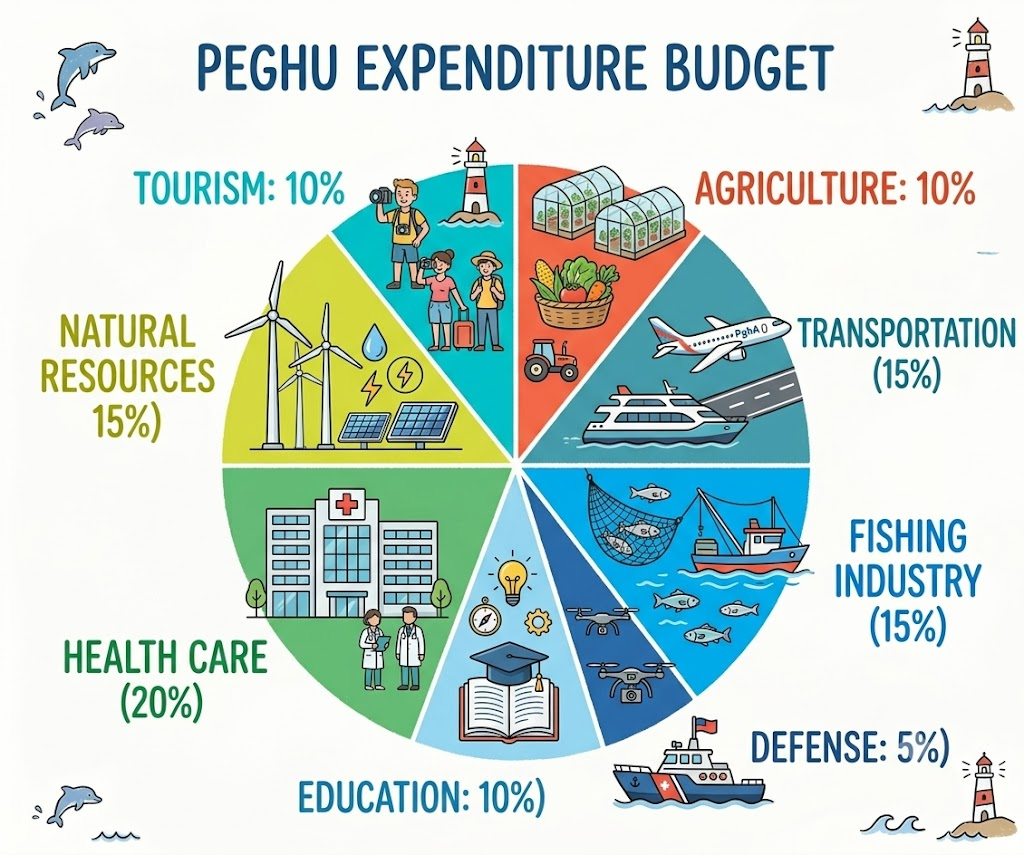 PEGHU EXPENDITURE BUDGET
TOURISM: 10%
AGRICULTURE: 10%
NATURAL
RESOURCES
15%)
PghA
TRANSPORTATION
(15%)
FISHING
INDUSTRY
(15%)
HEALTH CARE
(20%)
DEFENSE: 5%)
EDUCATION: 10%)